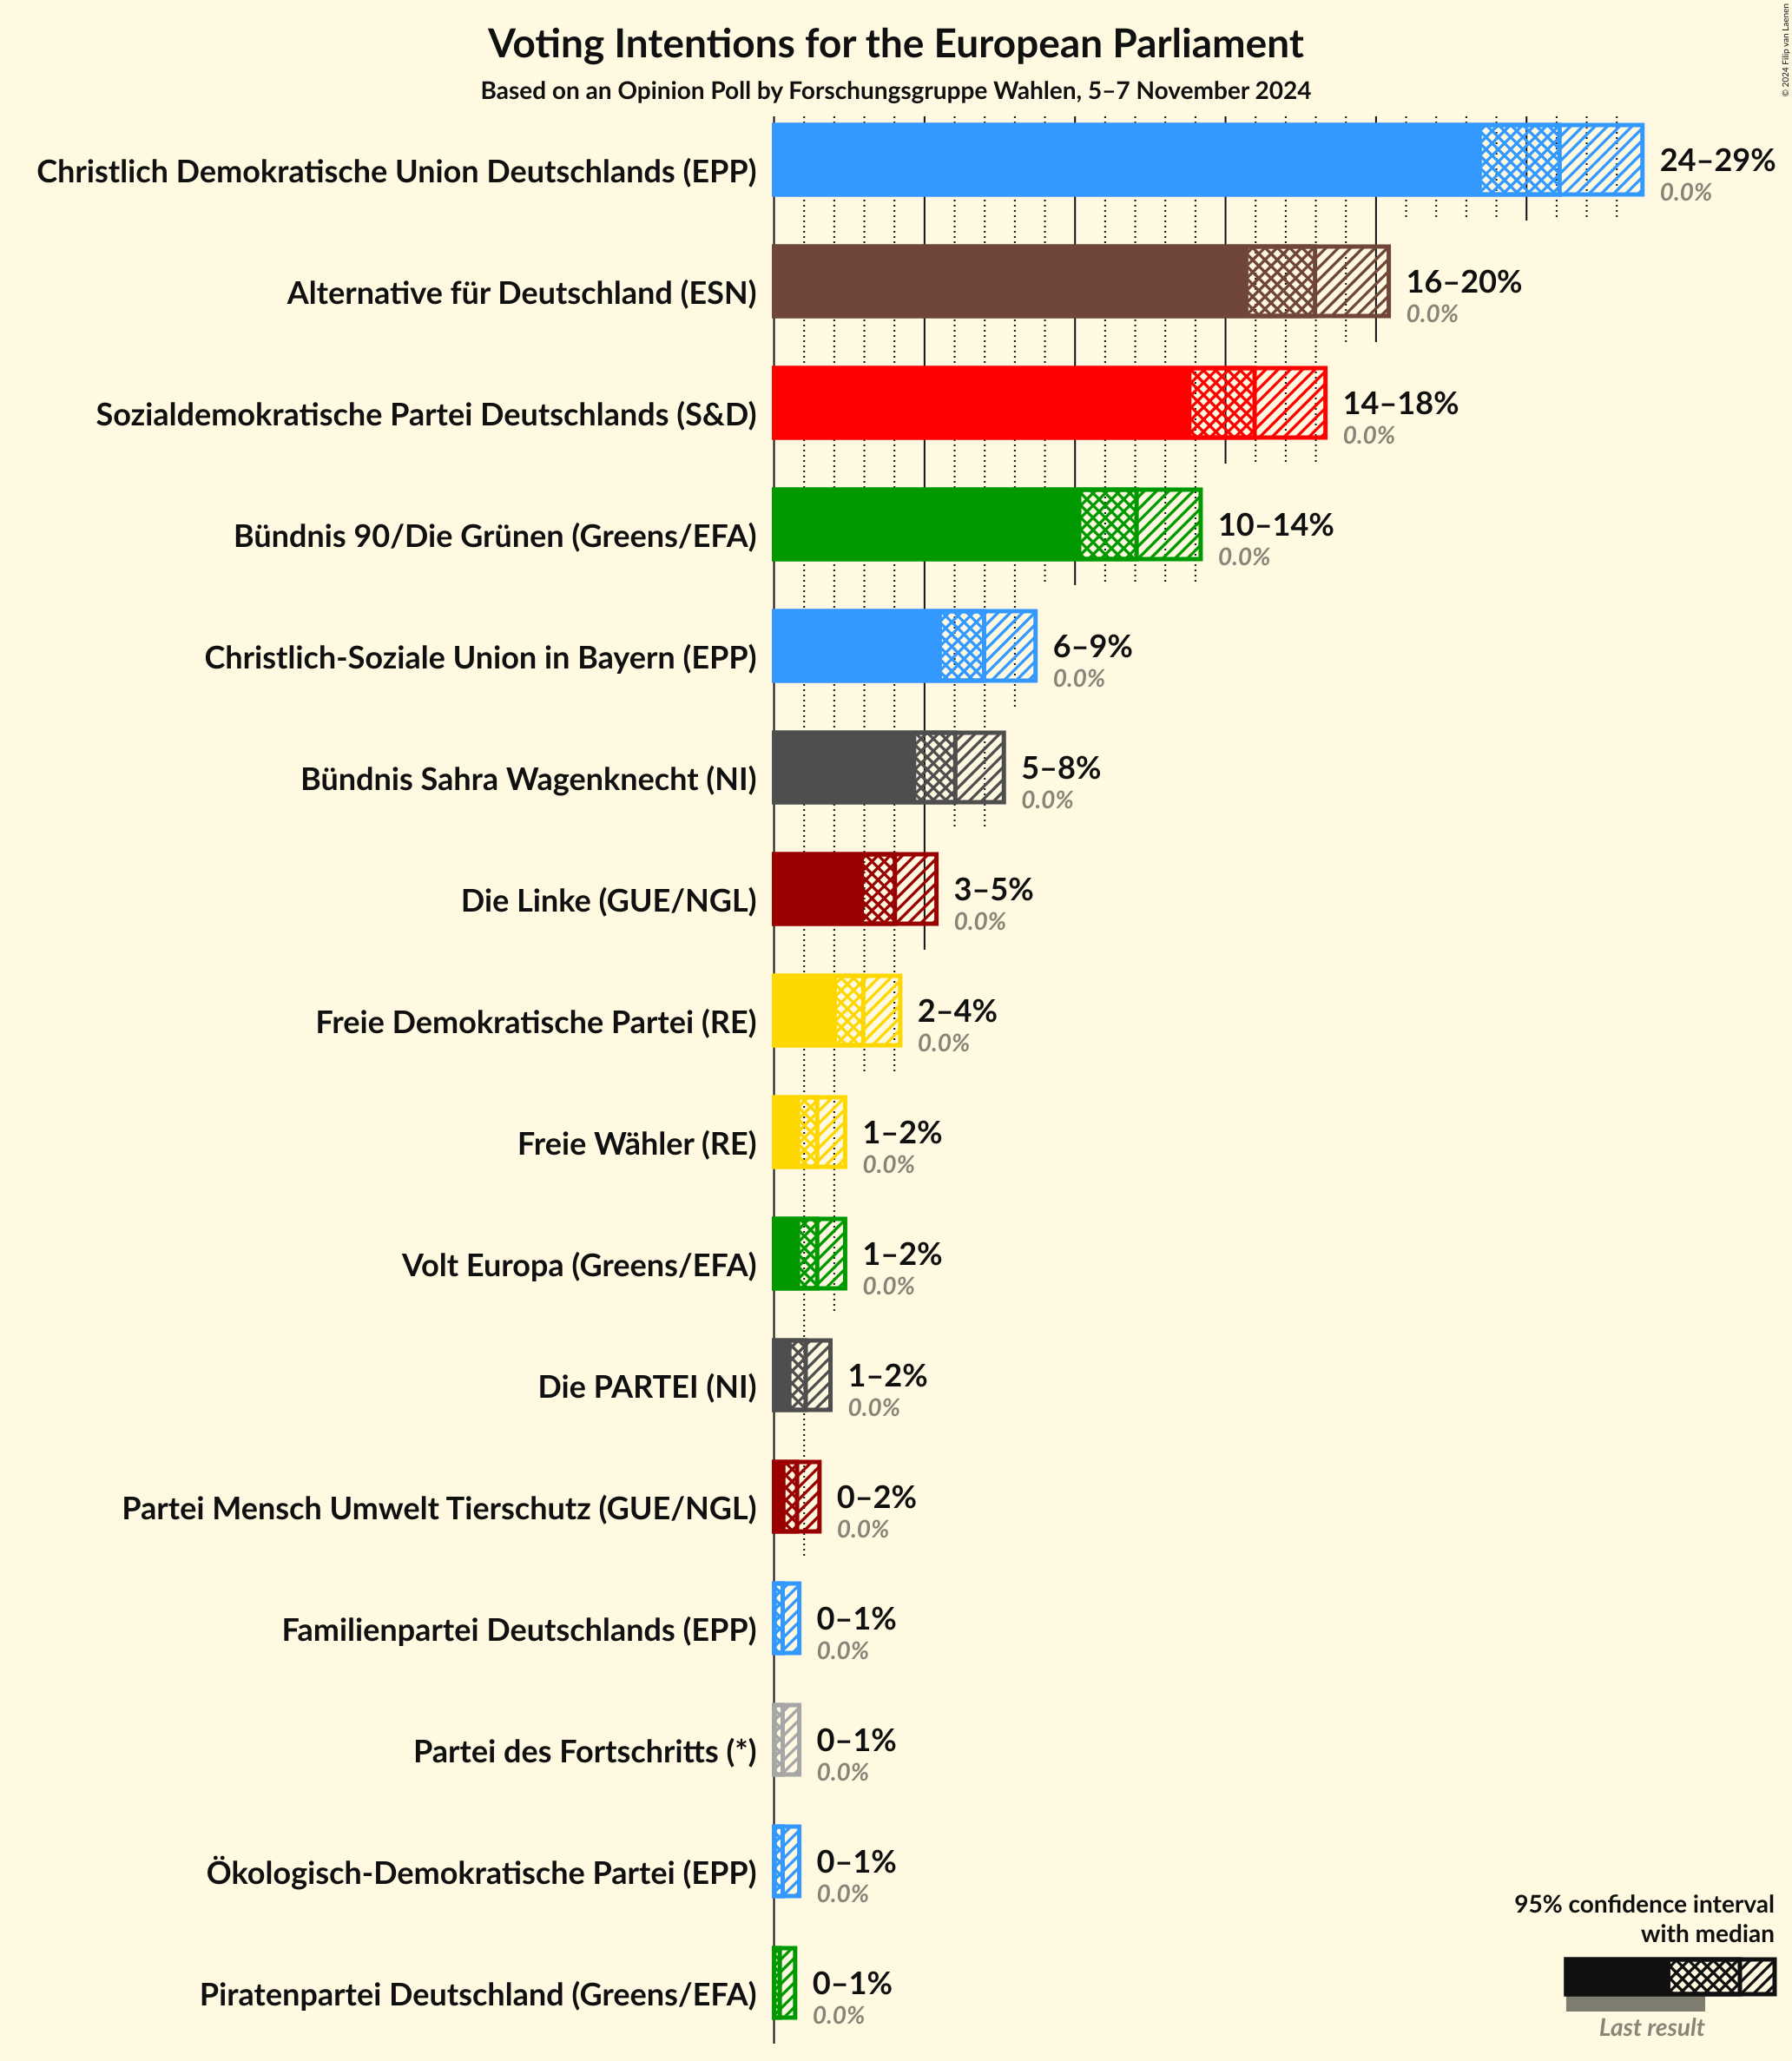 Voting Intentions for the European Parliament
Based on an Opinion Poll by Forschungsgruppe Wahlen, 5–7 November 2024
© 2024 Filip van Laenen
Christlich Demokratische Union Deutschlands (EPP)
24–29%
0.0%
Alternative für Deutschland (ESN)
16–20%
0.0%
Sozialdemokratische Partei Deutschlands (S&D)
14–18%
0.0%
Bündnis 90/Die Grünen (Greens/EFA)
10–14%
0.0%
Christlich-Soziale Union in Bayern (EPP)
6–9%
0.0%
Bündnis Sahra Wagenknecht (NI)
5–8%
0.0%
Die Linke (GUE/NGL)
3–5%
0.0%
Freie Demokratische Partei (RE)
2–4%
0.0%
Freie Wähler (RE)
1–2%
0.0%
Volt Europa (Greens/EFA)
1–2%
0.0%
Die PARTEI (NI)
1–2%
0.0%
Partei Mensch Umwelt Tierschutz (GUE/NGL)
0–2%
0.0%
Familienpartei Deutschlands (EPP)
0–1%
0.0%
Partei des Fortschritts (*)
0–1%
0.0%
Ökologisch-Demokratische Partei (EPP)
0–1%
0.0%
Piratenpartei Deutschland (Greens/EFA)
0–1%
0.0%
95% confidence interval
with median
Last result